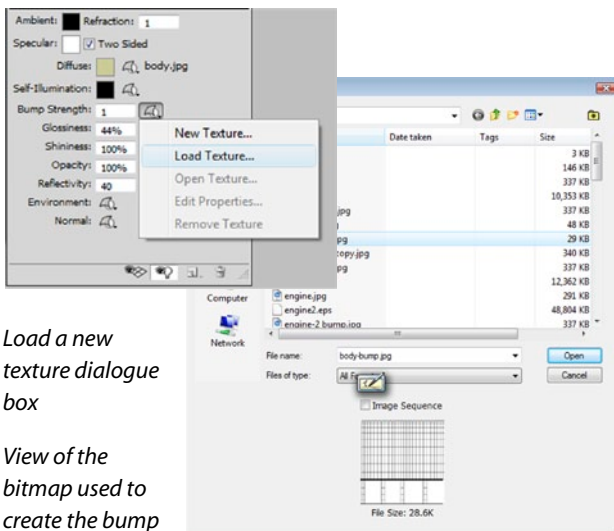 Ambient: Refraction: 1
Specular: Two Sided
Diffuse: body.jpg
Self-Illumination:
Bump Strength: 1
Glossiness: 44%
Shininess: 100%
Opacity: 100%
Reflectivity: 40
Environment:
Normal:
New Texture...
Load Texture...
Open Texture...
Edit Properties...
Remove Texture
Date taken Tags Size
3 KB
146 KB
337 KB
10,353 KB
jpg 337 KB
48 KB
pg 29 KB
opy.jpg 340 KB
pg 337 KB
12,362 KB
Computer
engine.jpg 291 KB
engine2.eps 48,804 KB
engine-2 bump.jpg 337 KB
Network
File name: body-bump.jpg Open
Files of type: Cancel
Image Sequence
File Size: 28.6K
Load a new
texture dialogue
box
View of the
bitmap used to
create the bump